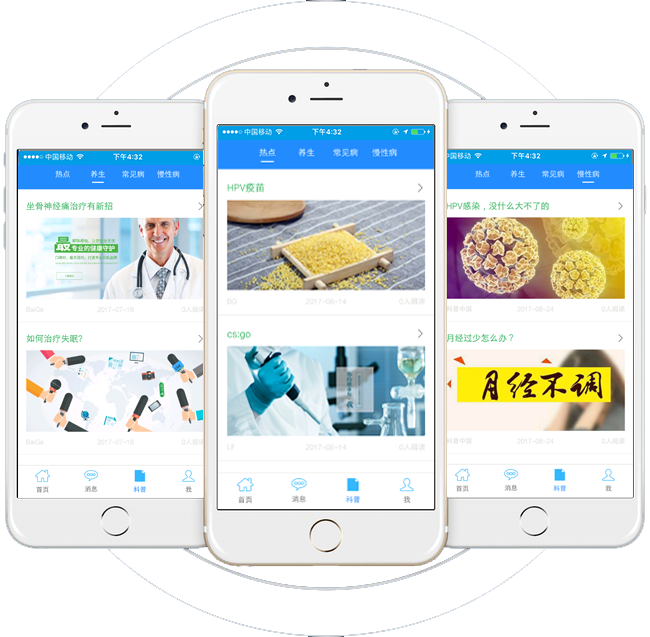 中国移动 下午4:32
热点 养生 常见病 慢性病
坐骨神经痛治疗有新招
专业的健康守护
BaiGe 2017-07-18 0人阅读
如何治疗失眠?
BaiGe 2017-07-18 0人阅读
首页 消息 科普 我
中国移动 下午4:32
热点 养生 常见病 慢性病
HPV疫苗
BG 2017-06-14 0人阅读
cs:go
LF 2017-06-14 0人阅读
首页 消息 科普 我
中国移动 下午4:32
热点 养生 常见病 慢性病
HPV感染，没什么大不了的
科普中国 2017-08-24 0人阅读
月经过少怎么办？
月经不调
科普中国 2017-08-24 0人阅读
首页 消息 科普 我